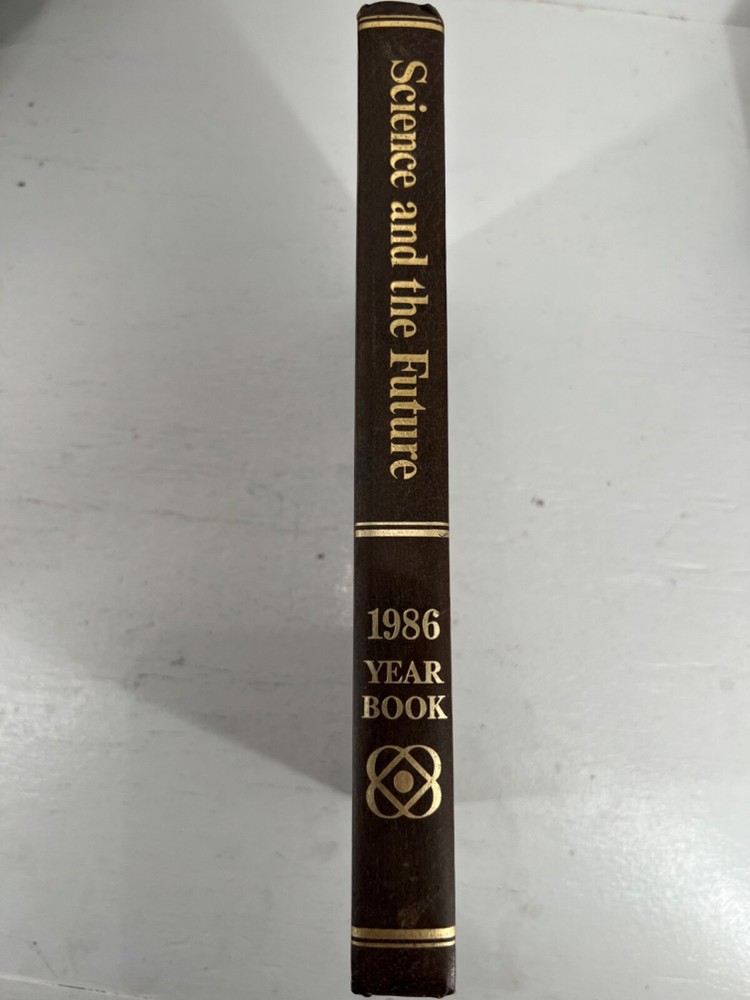 Science and the Future
1986
YEAR
BOOK